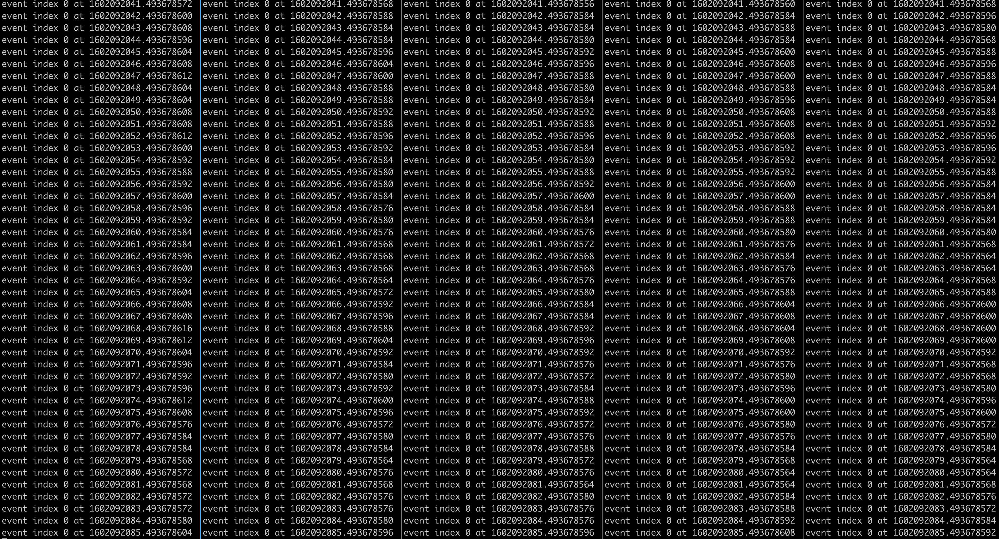 event index 0 at 1602092041.493678572 event index 0 at 1602092041.493678568 event index 0 at 1602092041.493678556 event index 0 at 1602092041.493678560 event index 0 at 1602092041.493678568
event index 0 at 1602092042.493678600 event index 0 at 1602092042.493678588 event index 0 at 1602092042.493678584 event index 0 at 1602092042.493678584 event index 0 at 1602092042.493678596
event index 0 at 1602092043.493678608 event index 0 at 1602092043.493678584 event index 0 at 1602092043.493678584 event index 0 at 1602092043.493678588 event index 0 at 1602092043.493678580
event index 0 at 1602092044.493678596 event index 0 at 1602092044.493678584 event index 0 at 1602092044.493678580 event index 0 at 1602092044.493678584 event index 0 at 1602092044.493678568
event index 0 at 1602092045.493678604 event index 0 at 1602092045.493678596 event index 0 at 1602092045.493678592 event index 0 at 1602092045.493678600 event index 0 at 1602092045.493678588
event index 0 at 1602092046.493678608 event index 0 at 1602092046.493678604 event index 0 at 1602092046.493678596 event index 0 at 1602092046.493678608 event index 0 at 1602092046.493678596
event index 0 at 1602092047.493678612 event index 0 at 1602092047.493678600 event index 0 at 1602092047.493678588 event index 0 at 1602092047.493678600 event index 0 at 1602092047.493678588
event index 0 at 1602092048.493678604 event index 0 at 1602092048.493678588 event index 0 at 1602092048.493678580 event index 0 at 1602092048.493678588 event index 0 at 1602092048.493678584
event index 0 at 1602092049.493678604 event index 0 at 1602092049.493678588 event index 0 at 1602092049.493678584 event index 0 at 1602092049.493678596 event index 0 at 1602092049.493678584
event index 0 at 1602092050.493678608 event index 0 at 1602092050.493678592 event index 0 at 1602092050.493678592 event index 0 at 1602092050.493678608 event index 0 at 1602092050.493678588
event index 0 at 1602092051.493678608 event index 0 at 1602092051.493678588 event index 0 at 1602092051.493678588 event index 0 at 1602092051.493678608 event index 0 at 1602092051.493678592
event index 0 at 1602092052.493678612 event index 0 at 1602092052.493678596 event index 0 at 1602092052.493678596 event index 0 at 1602092052.493678608 event index 0 at 1602092052.493678596
event index 0 at 1602092053.493678600 event index 0 at 1602092053.493678592 event index 0 at 1602092053.493678584 event index 0 at 1602092053.493678592 event index 0 at 1602092053.493678596
event index 0 at 1602092054.493678592 event index 0 at 1602092054.493678584 event index 0 at 1602092054.493678580 event index 0 at 1602092054.493678592 event index 0 at 1602092054.493678592
event index 0 at 1602092055.493678588 event index 0 at 1602092055.493678580 event index 0 at 1602092055.493678588 event index 0 at 1602092055.493678592 event index 0 at 1602092055.493678588
event index 0 at 1602092056.493678592 event index 0 at 1602092056.493678580 event index 0 at 1602092056.493678592 event index 0 at 1602092056.493678600 event index 0 at 1602092056.493678584
event index 0 at 1602092057.493678600 event index 0 at 1602092057.493678584 event index 0 at 1602092057.493678600 event index 0 at 1602092057.493678600 event index 0 at 1602092057.493678584
event index 0 at 1602092058.493678596 event index 0 at 1602092058.493678576 event index 0 at 1602092058.493678584 event index 0 at 1602092058.493678588 event index 0 at 1602092058.493678584
event index 0 at 1602092059.493678592 event index 0 at 1602092059.493678580 event index 0 at 1602092059.493678584 event index 0 at 1602092059.493678588 event index 0 at 1602092059.493678584
event index 0 at 1602092060.493678584 event index 0 at 1602092060.493678576 event index 0 at 1602092060.493678576 event index 0 at 1602092060.493678580 event index 0 at 1602092060.493678580
event index 0 at 1602092061.493678584 event index 0 at 1602092061.493678568 event index 0 at 1602092061.493678572 event index 0 at 1602092061.493678576 event index 0 at 1602092061.493678568
event index 0 at 1602092062.493678596 event index 0 at 1602092062.493678568 event index 0 at 1602092062.493678568 event index 0 at 1602092062.493678584 event index 0 at 1602092062.493678564
event index 0 at 1602092063.493678600 event index 0 at 1602092063.493678568 event index 0 at 1602092063.493678568 event index 0 at 1602092063.493678576 event index 0 at 1602092063.493678564
event index 0 at 1602092064.493678592 event index 0 at 1602092064.493678564 event index 0 at 1602092064.493678576 event index 0 at 1602092064.493678576 event index 0 at 1602092064.493678568
event index 0 at 1602092065.493678604 event index 0 at 1602092065.493678572 event index 0 at 1602092065.493678580 event index 0 at 1602092065.493678588 event index 0 at 1602092065.493678588
event index 0 at 1602092066.493678608 event index 0 at 1602092066.493678592 event index 0 at 1602092066.493678584 event index 0 at 1602092066.493678604 event index 0 at 1602092066.493678600
event index 0 at 1602092067.493678608 event index 0 at 1602092067.493678596 event index 0 at 1602092067.493678584 event index 0 at 1602092067.493678608 event index 0 at 1602092067.493678600
event index 0 at 1602092068.493678616 event index 0 at 1602092068.493678588 event index 0 at 1602092068.493678592 event index 0 at 1602092068.493678604 event index 0 at 1602092068.493678600
event index 0 at 1602092069.493678612 event index 0 at 1602092069.493678604 event index 0 at 1602092069.493678596 event index 0 at 1602092069.493678608 event index 0 at 1602092069.493678600
event index 0 at 1602092070.493678604 event index 0 at 1602092070.493678592 event index 0 at 1602092070.493678592 event index 0 at 1602092070.493678592 event index 0 at 1602092070.493678592
event index 0 at 1602092071.493678596 event index 0 at 1602092071.493678584 event index 0 at 1602092071.493678576 event index 0 at 1602092071.493678576 event index 0 at 1602092071.493678568
event index 0 at 1602092072.493678592 event index 0 at 1602092072.493678580 event index 0 at 1602092072.493678572 event index 0 at 1602092072.493678580 event index 0 at 1602092072.493678568
event index 0 at 1602092073.493678596 event index 0 at 1602092073.493678592 event index 0 at 1602092073.493678584 event index 0 at 1602092073.493678596 event index 0 at 1602092073.493678580
event index 0 at 1602092074.493678612 event index 0 at 1602092074.493678600 event index 0 at 1602092074.493678588 event index 0 at 1602092074.493678600 event index 0 at 1602092074.493678596
event index 0 at 1602092075.493678608 event index 0 at 1602092075.493678596 event index 0 at 1602092075.493678592 event index 0 at 1602092075.493678600 event index 0 at 1602092075.493678600
event index 0 at 1602092076.493678576 event index 0 at 1602092076.493678572 event index 0 at 1602092076.493678572 event index 0 at 1602092076.493678580 event index 0 at 1602092076.493678572
event index 0 at 1602092077.493678584 event index 0 at 1602092077.493678580 event index 0 at 1602092077.493678576 event index 0 at 1602092077.493678576 event index 0 at 1602092077.493678580
event index 0 at 1602092078.493678584 event index 0 at 1602092078.493678584 event index 0 at 1602092078.493678588 event index 0 at 1602092078.493678584 event index 0 at 1602092078.493678584
event index 0 at 1602092079.493678568 event index 0 at 1602092079.493678564 event index 0 at 1602092079.493678572 event index 0 at 1602092079.493678568 event index 0 at 1602092079.493678564
event index 0 at 1602092080.493678572 event index 0 at 1602092080.493678576 event index 0 at 1602092080.493678576 event index 0 at 1602092080.493678564 event index 0 at 1602092080.493678564
event index 0 at 1602092081.493678568 event index 0 at 1602092081.493678568 event index 0 at 1602092081.493678564 event index 0 at 1602092081.493678564 event index 0 at 1602092081.493678568
event index 0 at 1602092082.493678572 event index 0 at 1602092082.493678576 event index 0 at 1602092082.493678580 event index 0 at 1602092082.493678584 event index 0 at 1602092082.493678576
event index 0 at 1602092083.493678572 event index 0 at 1602092083.493678576 event index 0 at 1602092083.493678576 event index 0 at 1602092083.493678588 event index 0 at 1602092083.493678572
event index 0 at 1602092084.493678580 event index 0 at 1602092084.493678580 event index 0 at 1602092084.493678576 event index 0 at 1602092084.493678592 event index 0 at 1602092084.493678584
event index 0 at 1602092085.493678604 event index 0 at 1602092085.493678596 event index 0 at 1602092085.493678596 event index 0 at 1602092085.493678608 event index 0 at 1602092085.493678592